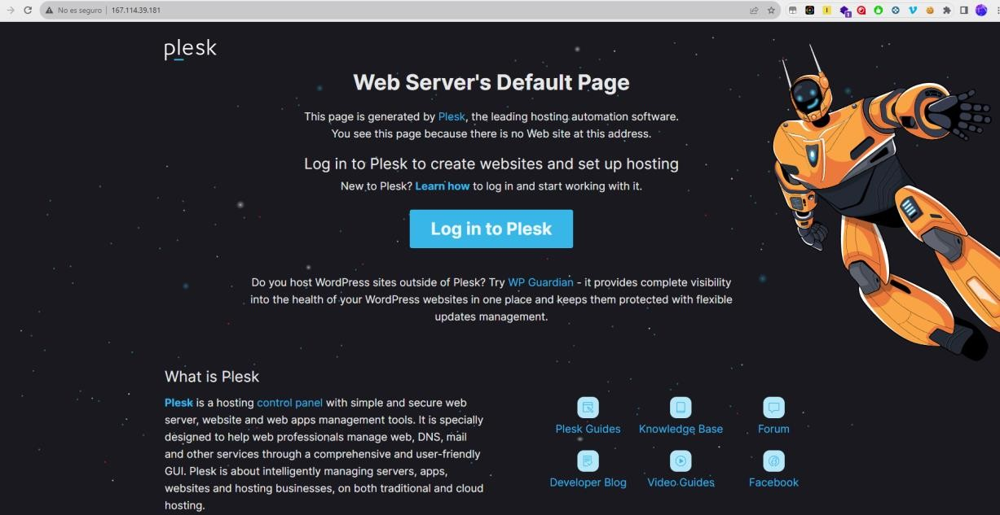 No es seguro | 167.114.39.181
plesk
Web Server's Default Page
This page is generated by Plesk, the leading hosting automation software.
You see this page because there is no Web site at this address.
Log in to Plesk to create websites and set up hosting
New to Plesk? Learn how to log in and start working with it.
Log in to Plesk
Do you host WordPress sites outside of Plesk? Try WP Guardian - it provides complete visibility
into the health of your WordPress websites in one place and keeps them protected with flexible
updates management.
What is Plesk
Plesk is a hosting control panel with simple and secure web
server, website and web apps management tools. It is specially
designed to help web professionals manage web, DNS, mail
and other services through a comprehensive and user-friendly
GUI. Plesk is about intelligently managing servers, apps,
websites and hosting businesses, on both traditional and cloud
hosting.
Plesk Guides Knowledge Base Forum
Developer Blog Video Guides Facebook